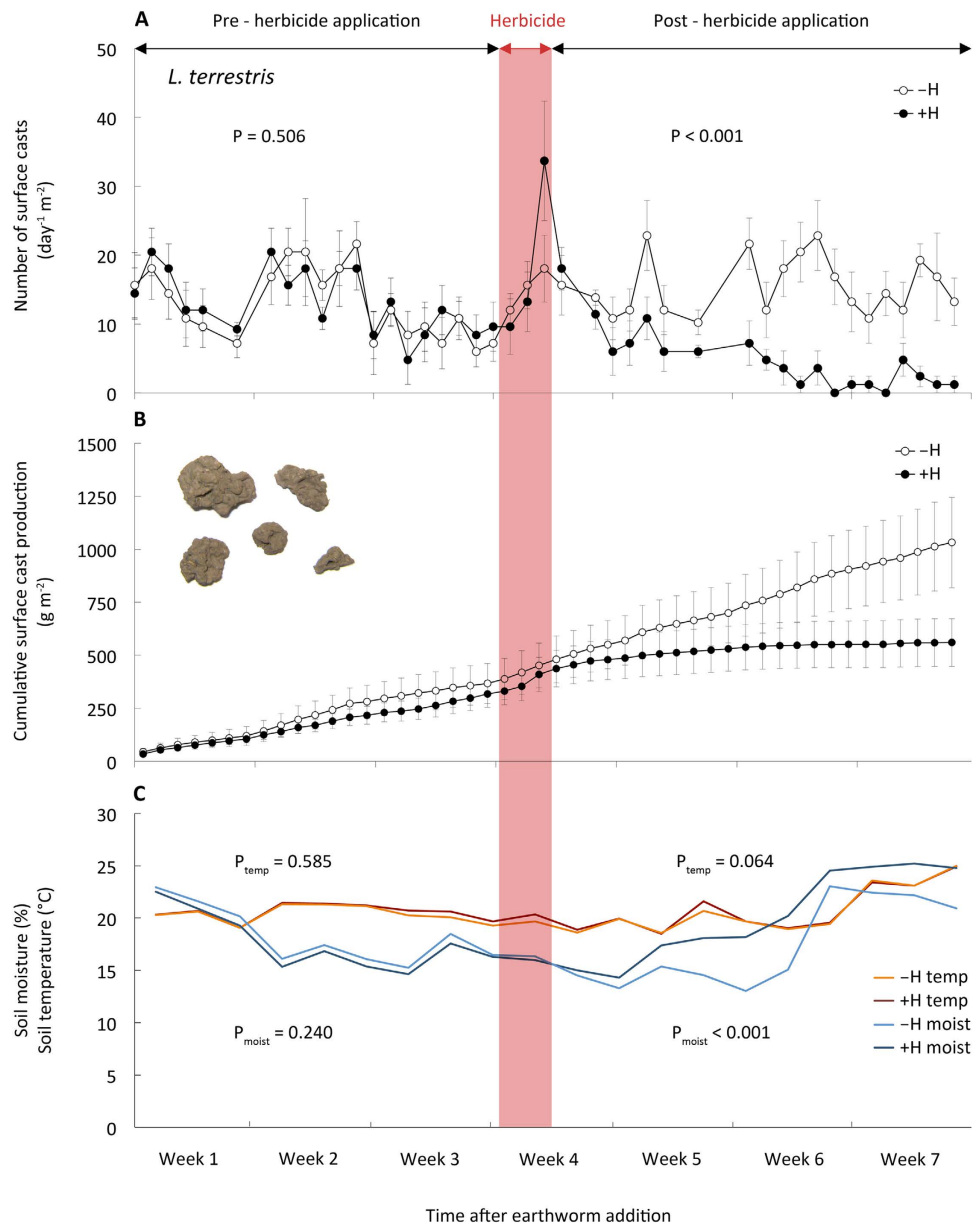 A
Pre - herbicide application
Herbicide
Post - herbicide application
50
L. terrestris
–H
+H
40
P = 0.506
P < 0.001
30
20
10
0
Number of surface casts
(day⁻¹ m⁻²)
B
1500
–H
+H
1250
1000
750
500
250
0
Cumulative surface cast production
(g m⁻²)
C
30
25
P_temp = 0.585
P_temp = 0.064
20
15
–H temp
+H temp
–H moist
+H moist
10
P_moist = 0.240
P_moist < 0.001
5
0
Soil moisture (%)
Soil temperature (°C)
Week 1
Week 2
Week 3
Week 4
Week 5
Week 6
Week 7
Time after earthworm addition